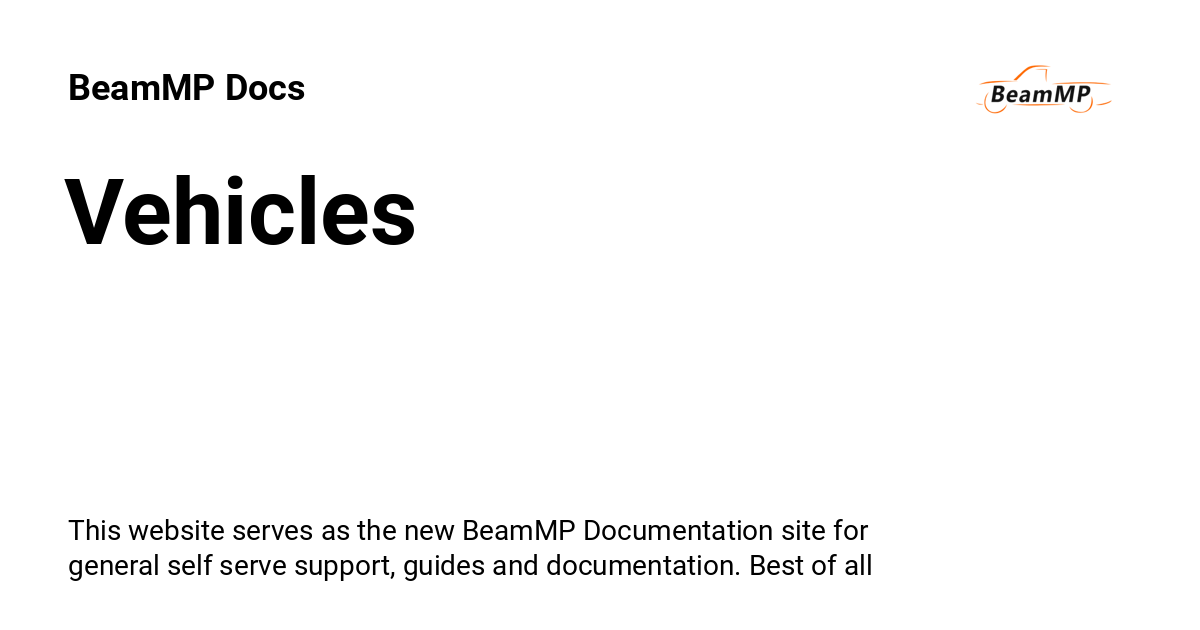 BeamMP Docs
BeamMP
Vehicles
This website serves as the new BeamMP Documentation site for
general self serve support, guides and documentation. Best of all